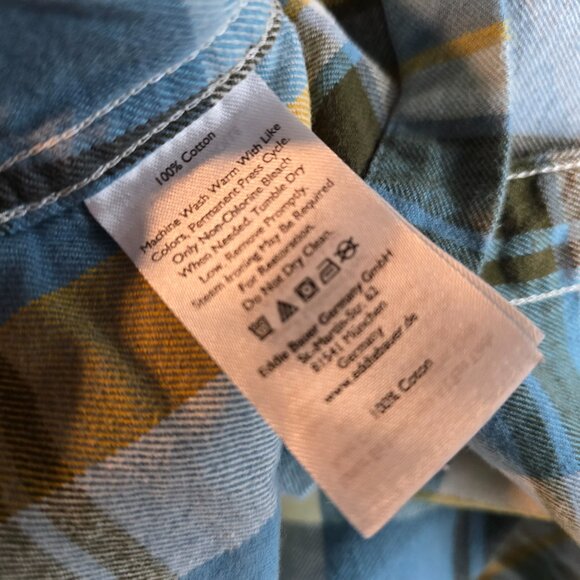 100% Cotton
Machine Wash Warm With Like
Colors, Permanent Press Cycle.
Only Non-Chlorine Bleach
When Needed. Tumble Dry
Low. Remove Promptly.
Steam Ironing May Be Required
For Restoration.
Do Not Dry Clean.
Eddie Bauer Germany GmbH
St.-Martin-Str. 62
81541 München
Germany
www.eddiebauer.de
100% Cotton